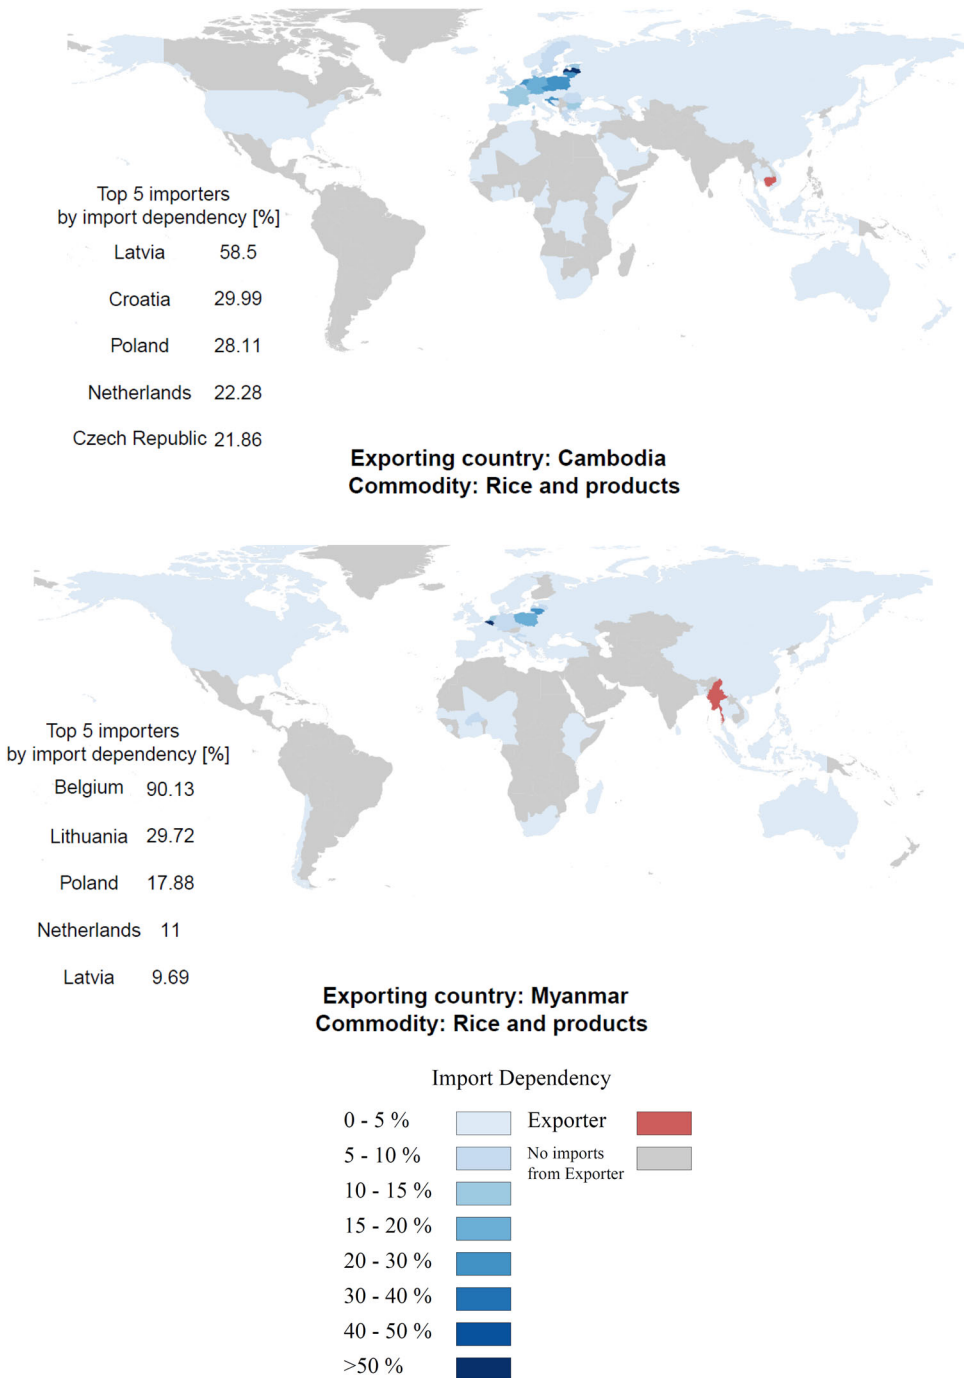 Top 5 importers
by import dependency [%]
Latvia 58.5
Croatia 29.99
Poland 28.11
Netherlands 22.28
Czech Republic 21.86
Exporting country: Cambodia
Commodity: Rice and products
Top 5 importers
by import dependency [%]
Belgium 90.13
Lithuania 29.72
Poland 17.88
Netherlands 11
Latvia 9.69
Exporting country: Myanmar
Commodity: Rice and products
Import Dependency
0 - 5 % Exporter
5 - 10 % No imports
from Exporter
10 - 15 %
15 - 20 %
20 - 30 %
30 - 40 %
40 - 50 %
>50 %